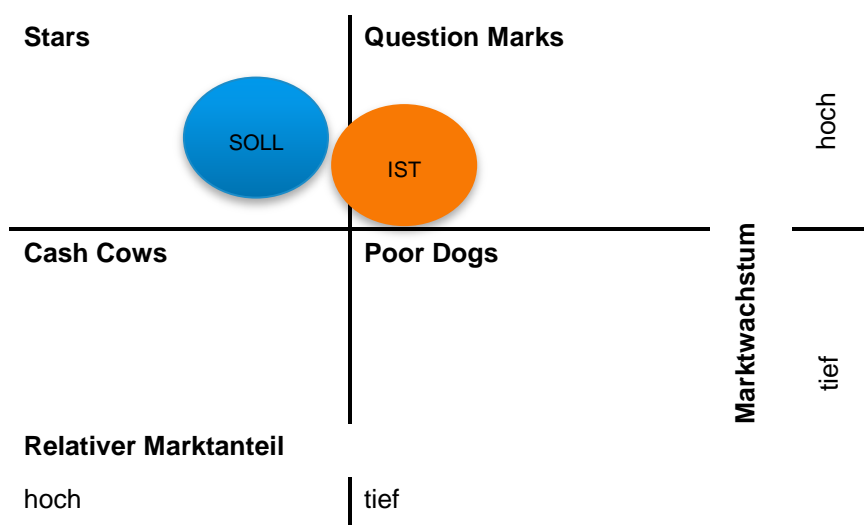 Stars
Question Marks
hoch
SOLL
IST
Cash Cows
Poor Dogs
Marktwachstum
tief
Relativer Marktanteil
hoch
tief